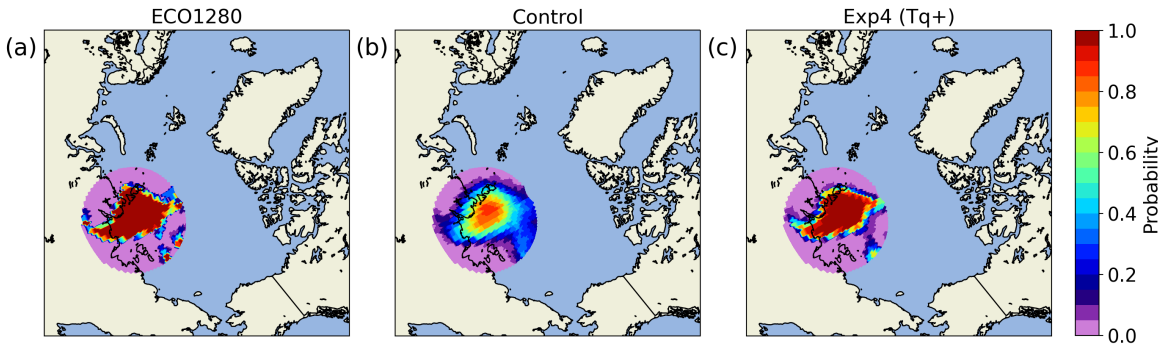 ECO1280
Control
Exp4 (Tq+)
(a)
(b)
(c)
1.0
0.8
0.6
0.4
0.2
0.0
Probability